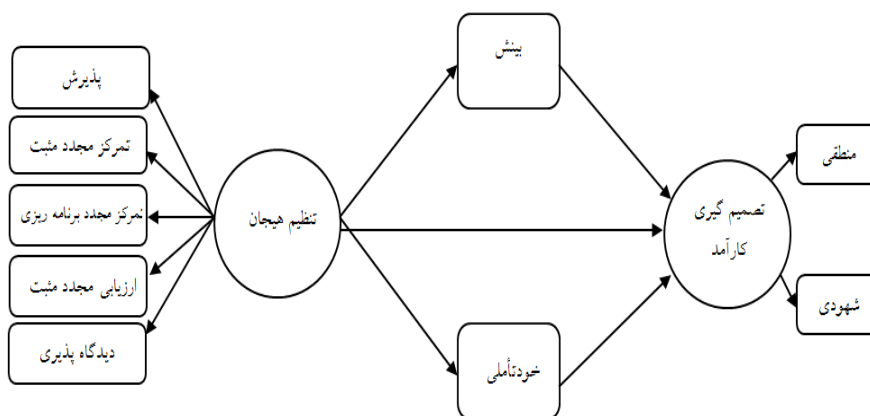 بینش
پذیرش
تمرکز مجدد مثبت
منطقی
تمرکز مجدد برنامه ریزی
تنظیم هیجان
تصمیم گیری
کارآمد
ارزیابی مجدد مثبت
شهودی
دیدگاه پذیری
خودتأملی